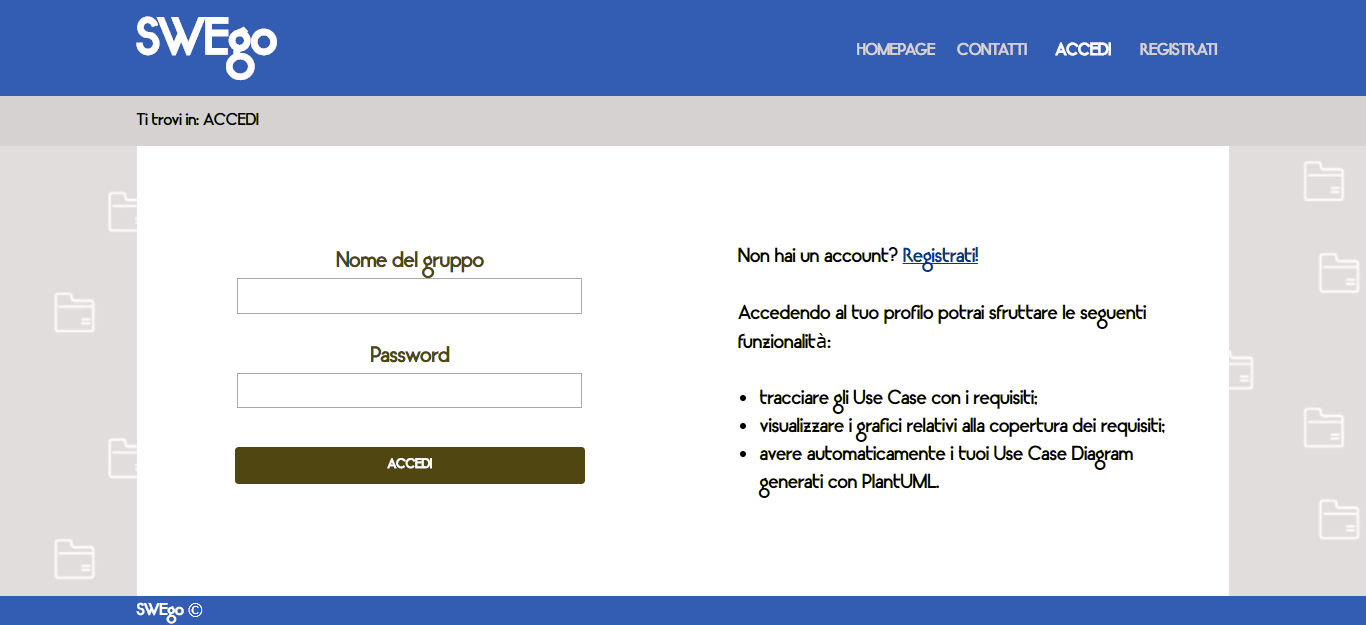 SWEgo
HOMEPAGE CONTATTI ACCEDI REGISTRATI
Ti trovi in: ACCEDI
Nome del gruppo
Password
ACCEDI
Non hai un account? Registrati!
Accedendo al tuo profilo potrai sfruttare le seguenti
funzionalità:
• tracciare gli Use Case con i requisiti;
• visualizzare i grafici relativi alla copertura dei requisiti;
• avere automaticamente i tuoi Use Case Diagram
generati con PlantUML.
SWEgo ©